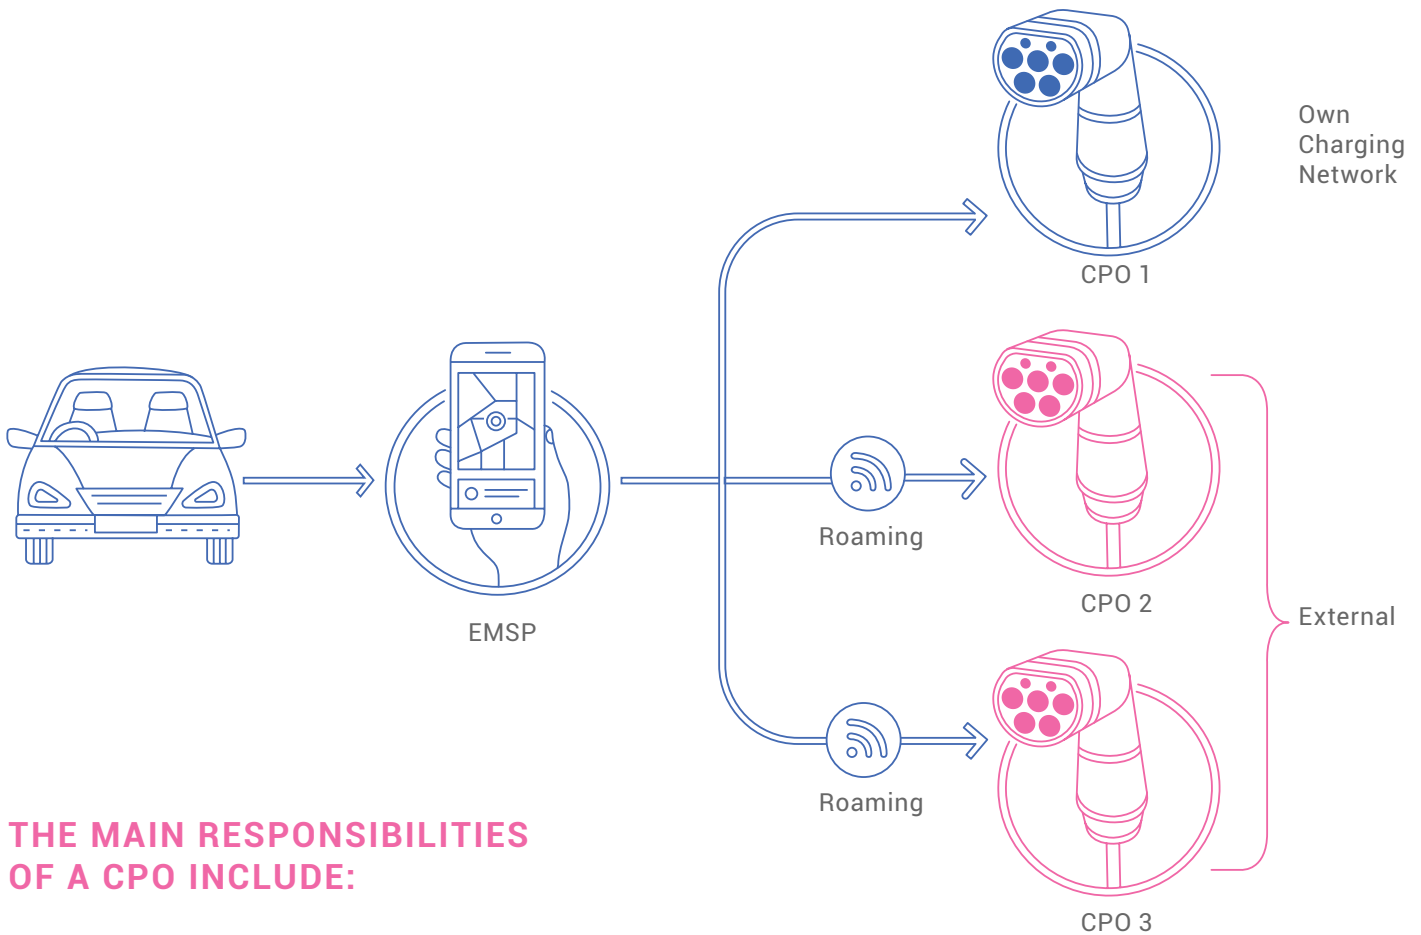 Own
Charging
Network
CPO 1
Roaming
CPO 2
EMSP
External
Roaming
THE MAIN RESPONSIBILITIES
OF A CPO INCLUDE:
CPO 3